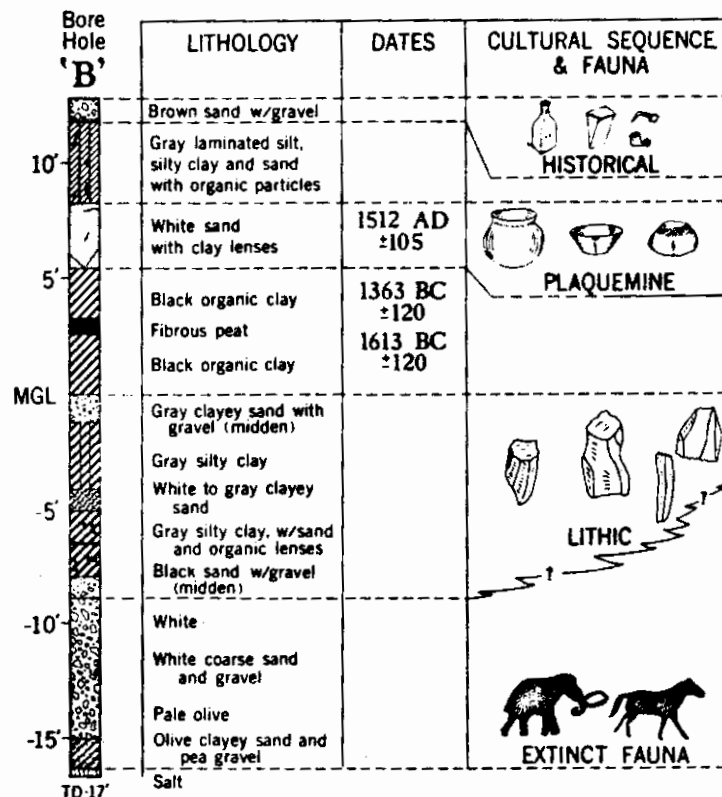 Bore
Hole
'B'
LITHOLOGY
DATES
CULTURAL SEQUENCE
& FAUNA
Brown sand w/gravel
10'
Gray laminated silt,
silty clay and sand
with organic particles
HISTORICAL
White sand
with clay lenses
1512 AD
±105
5'
PLAQUEMINE
Black organic clay
1363 BC
±120
Fibrous peat
1613 BC
±120
Black organic clay
MGL
Gray clayey sand with
gravel (midden)
Gray silty clay
-5'
White to gray clayey
sand
?
Gray silty clay, w/sand
and organic lenses
LITHIC
Black sand w/gravel
(midden)
?
-10'
White
White coarse sand
and gravel
Pale olive
-15'
Olive clayey sand and
pea gravel
EXTINCT FAUNA
Salt
TD-17'